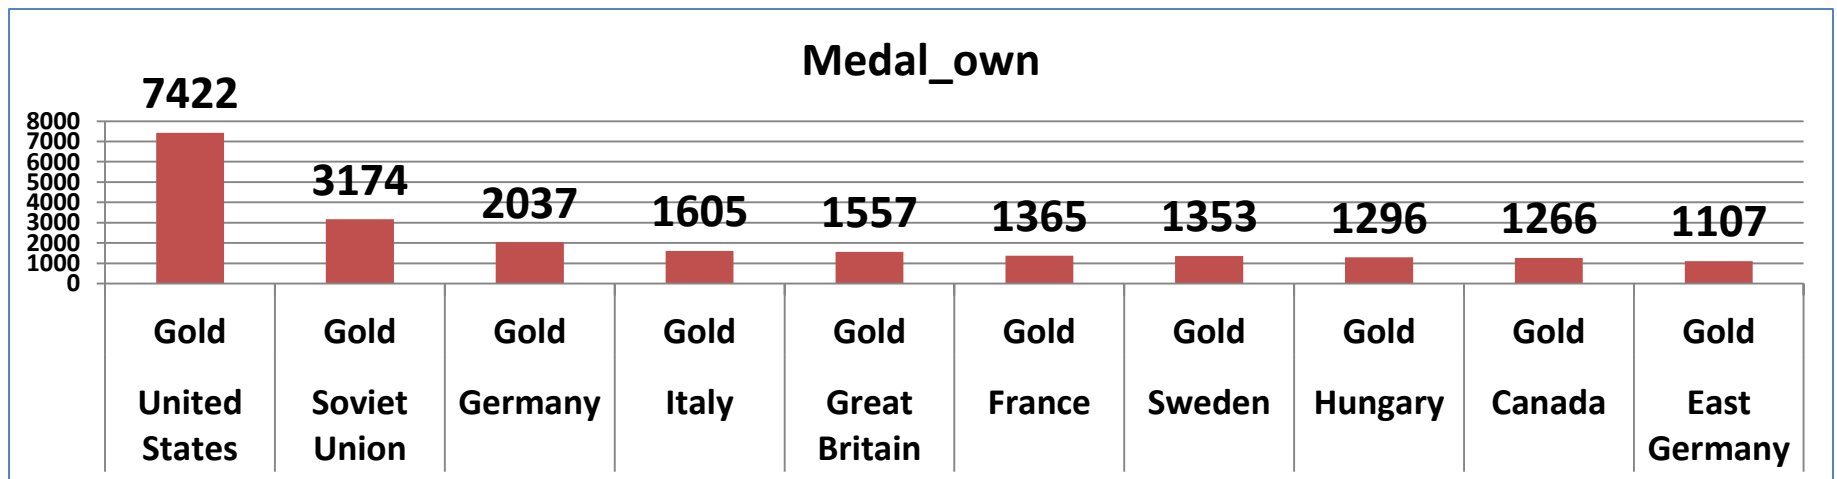 Medal_own
7422
3174
2037
1605
1557
1365
1353
1296
1266
1107
8000
7000
6000
5000
4000
3000
2000
1000
0
Gold Gold Gold Gold Gold Gold Gold Gold Gold Gold
United States
Soviet Union
Germany
Italy
Great Britain
France
Sweden
Hungary
Canada
East Germany